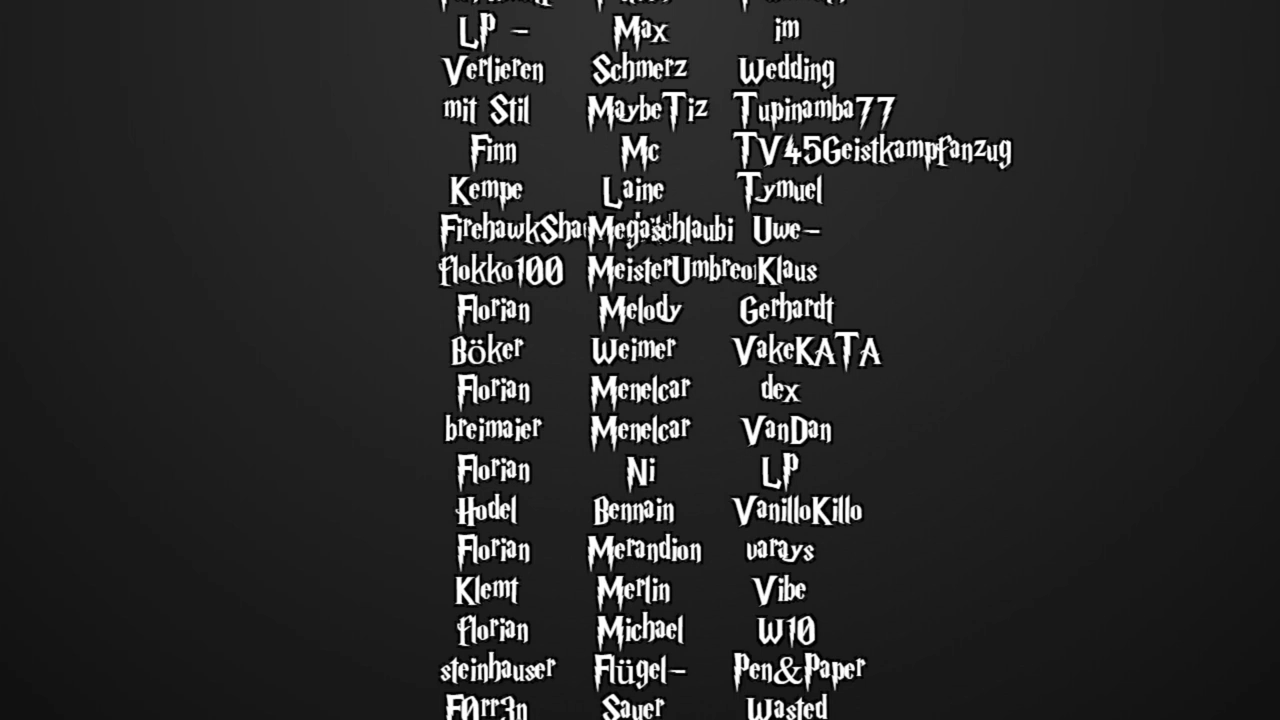 LP - Max im
Verlieren Schmerz Wedding
mit Stil MaybeTiz Tupinamba77
Finn Mc TV45Geistkampfanzug
Kempe Laine Tymuel
Megaschlaubi Uwe-
flokko100 Klaus
Florian Melody Gerhardt
Böker Weimer VakeKATA
Florian Menelcar dex
breimaier Menelcar VanDan
Florian Ni LP
Hodel Bennain VanilloKillo
Florian Merandion varays
Klemt Merlin Vibe
florian Michael W10
steinhauser Flügel- Pen&Paper
F0rr3n Sauer Wasted